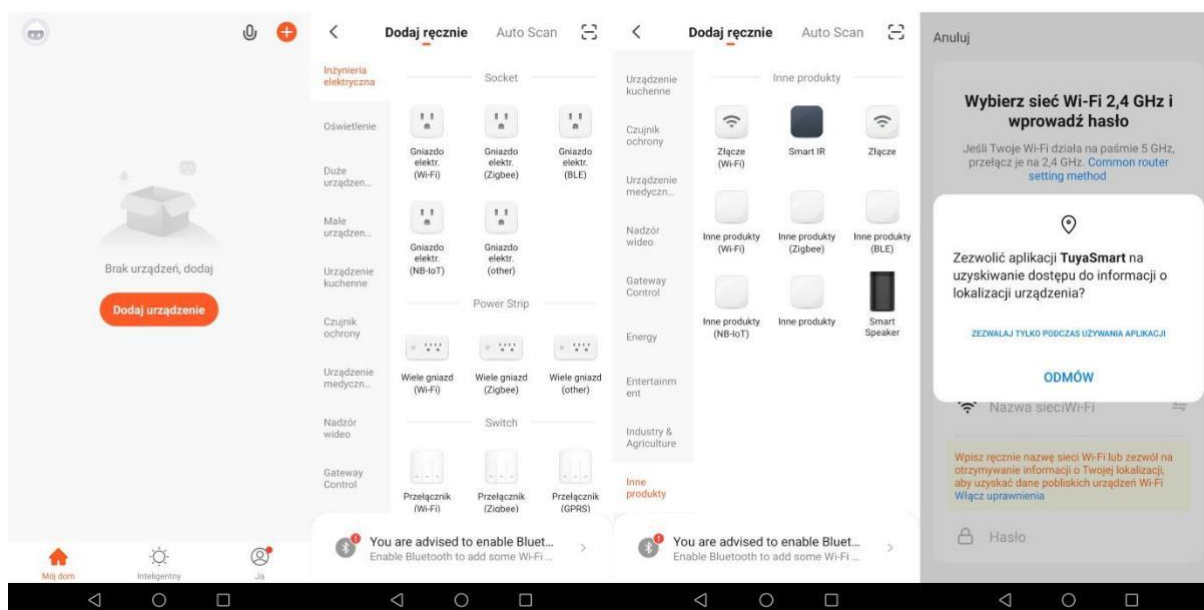 Brak urządzeń, dodaj
Dodaj urządzenie
Mój dom
Inteligentny
Ja
Dodaj ręcznie
Auto Scan
Inżynieria
elektryczna
Oświetlenie
Duże
urządzen...
Małe
urządzen...
Urządzenie
kuchenne
Czujnik
ochrony
Urządzenie
medyczn...
Nadzór
wideo
Gateway
Control
Socket
Gniazdo
elektr.
(Wi-Fi)
Gniazdo
elektr.
(Zigbee)
Gniazdo
elektr.
(BLE)
Gniazdo
elektr.
(NB-IoT)
Gniazdo
elektr.
(other)
Power Strip
Wiele gniazd
(Wi-Fi)
Wiele gniazd
(Zigbee)
Wiele gniazd
(other)
Switch
Przełącznik
(Wi-Fi)
Przełącznik
(Zigbee)
Przełącznik
(GPRS)
You are advised to enable Bluet...
Enable Bluetooth to add some Wi-Fi ...
Dodaj ręcznie
Auto Scan
Urządzenie
kuchenne
Czujnik
ochrony
Urządzenie
medyczn...
Nadzór
wideo
Gateway
Control
Energy
Entertainm
ent
Industry &
Agriculture
Inne
produkty
Inne produkty
Złącze
(Wi-Fi)
Smart IR
Złącze
Inne produkty
(Wi-Fi)
Inne produkty
(Zigbee)
Inne produkty
(BLE)
Inne produkty
(NB-IoT)
Inne produkty
Smart
Speaker
You are advised to enable Bluet...
Enable Bluetooth to add some Wi-Fi ...
Anuluj
Wybierz sieć Wi-Fi 2,4 GHz i
wprowadź hasło
Jeśli Twoje Wi-Fi działa na paśmie 5 GHz,
przełącz je na 2,4 GHz. Common router
setting method
Zezwolić aplikacji TuyaSmart na
uzyskiwanie dostępu do informacji o
lokalizacji urządzenia?
ZEZWALAJ TYLKO PODCZAS UŻYWANIA APLIKACJI
ODMÓW
Nazwa sieciWi-Fi
Wpisz ręcznie nazwę sieci Wi-Fi lub zezwól na
otrzymywanie informacji o Twojej lokalizacji,
aby uzyskać dane pobliskich urządzeń Wi-Fi
Włącz uprawnienia
Hasło